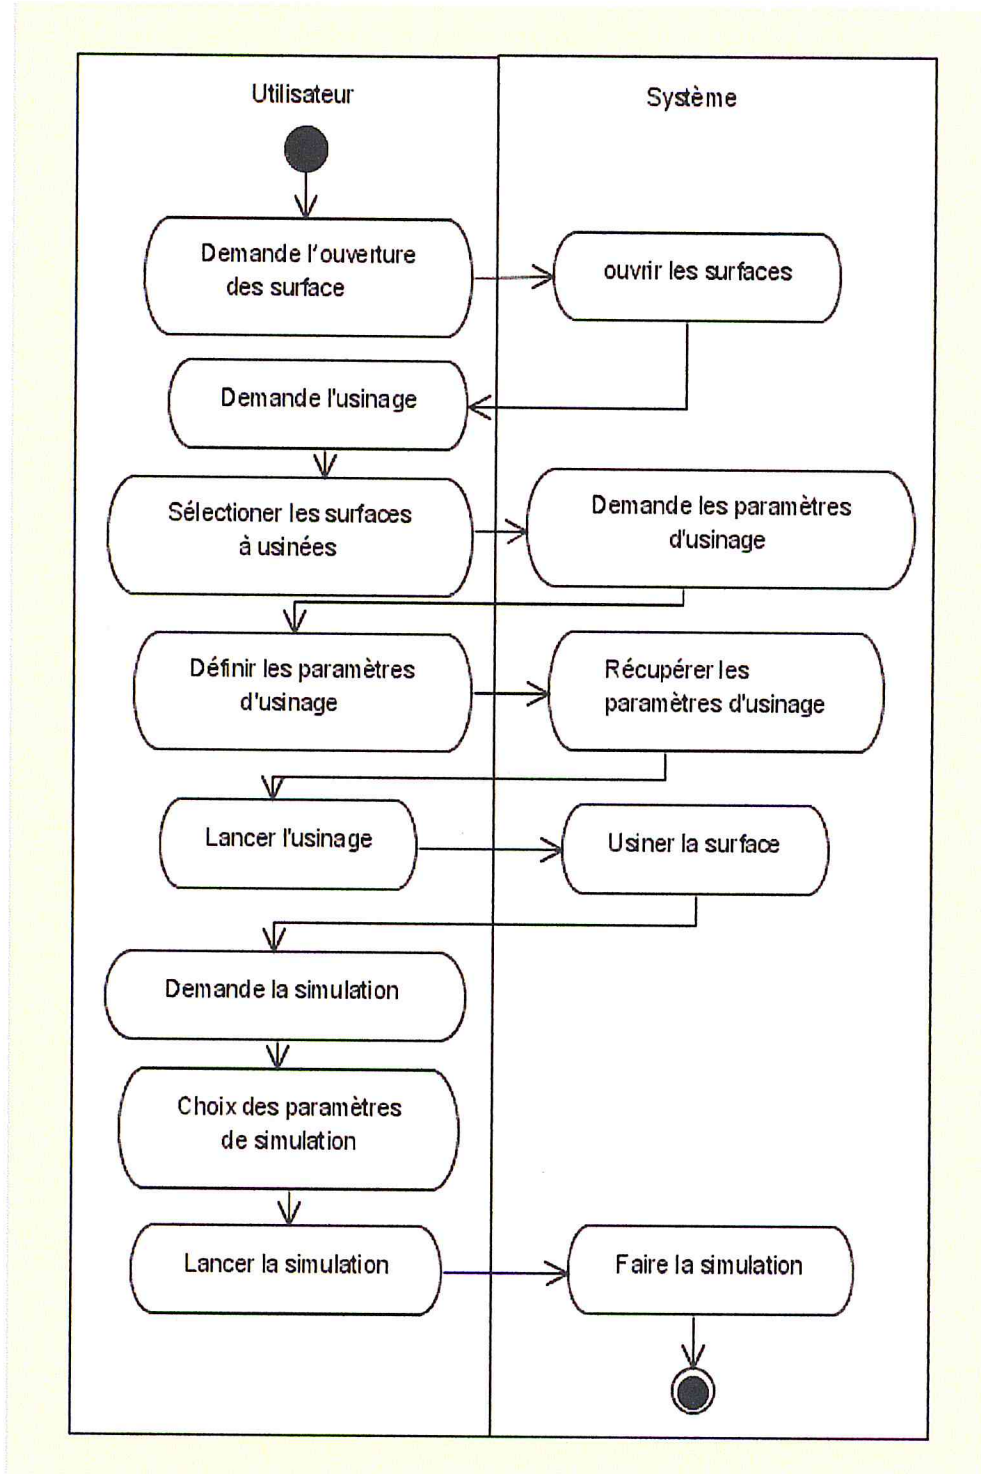 Utilisateur
Système
Demande l'ouverture
des surface
ouvrir les surfaces
Demande l'usinage
Sélectioner les surfaces
à usinées
Demande les paramètres
d'usinage
Définir les paramètres
d'usinage
Récupérer les
paramètres d'usinage
Lancer l'usinage
Usiner la surface
Demande la simulation
Choix des paramètres
de simulation
Lancer la simulation
Faire la simulation